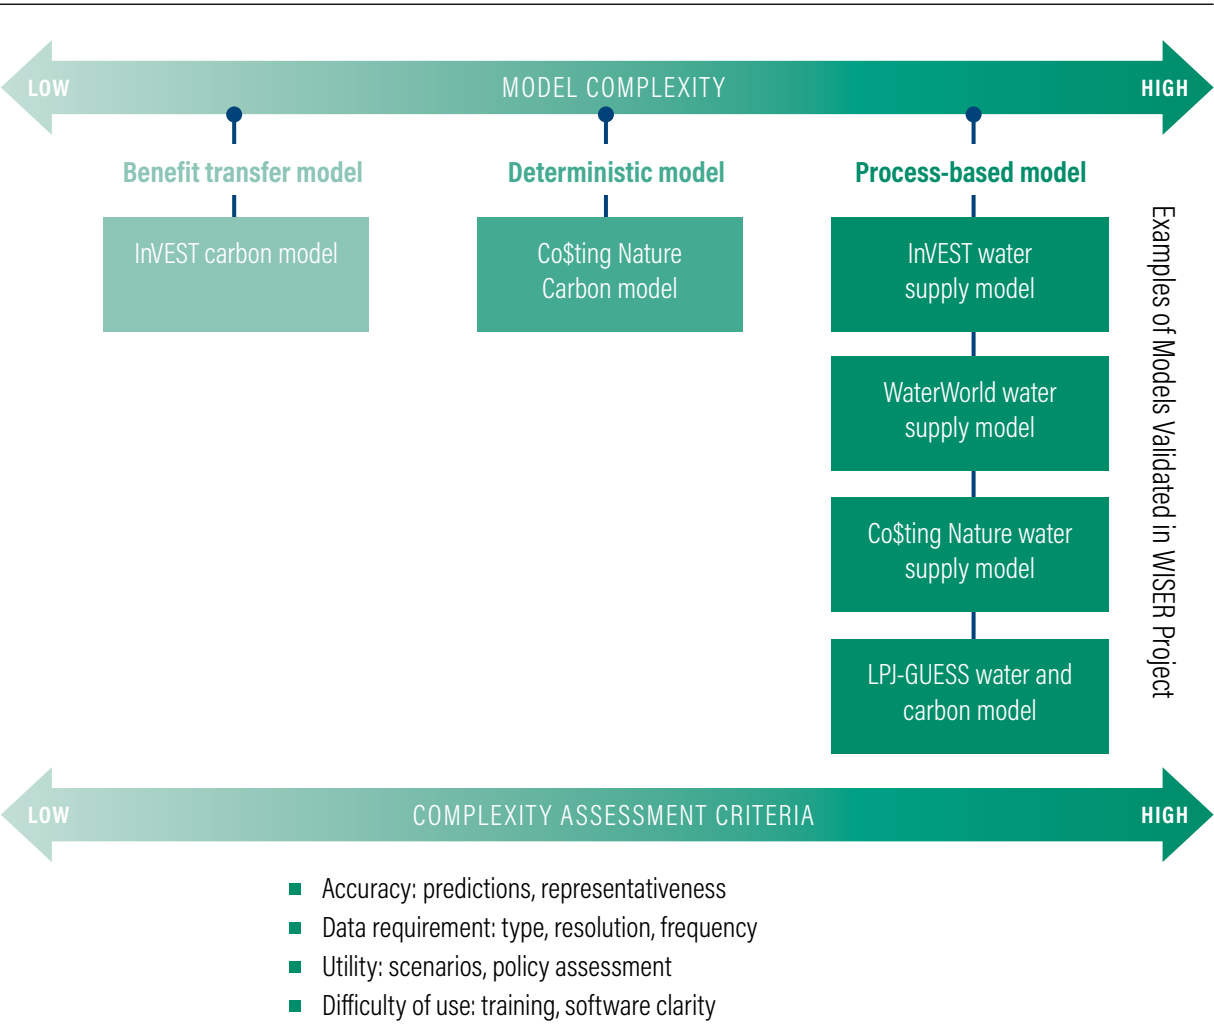 LOW MODEL COMPLEXITY HIGH
Benefit transfer model
Deterministic model
Process-based model
InVEST carbon model
Co$ting Nature
Carbon model
InVEST water
supply model
WaterWorld water
supply model
Co$ting Nature water
supply model
LPJ-GUESS water and
carbon model
Examples of Models Validated in WISER Project
LOW COMPLEXITY ASSESSMENT CRITERIA HIGH
Accuracy: predictions, representativeness
Data requirement: type, resolution, frequency
Utility: scenarios, policy assessment
Difficulty of use: training, software clarity